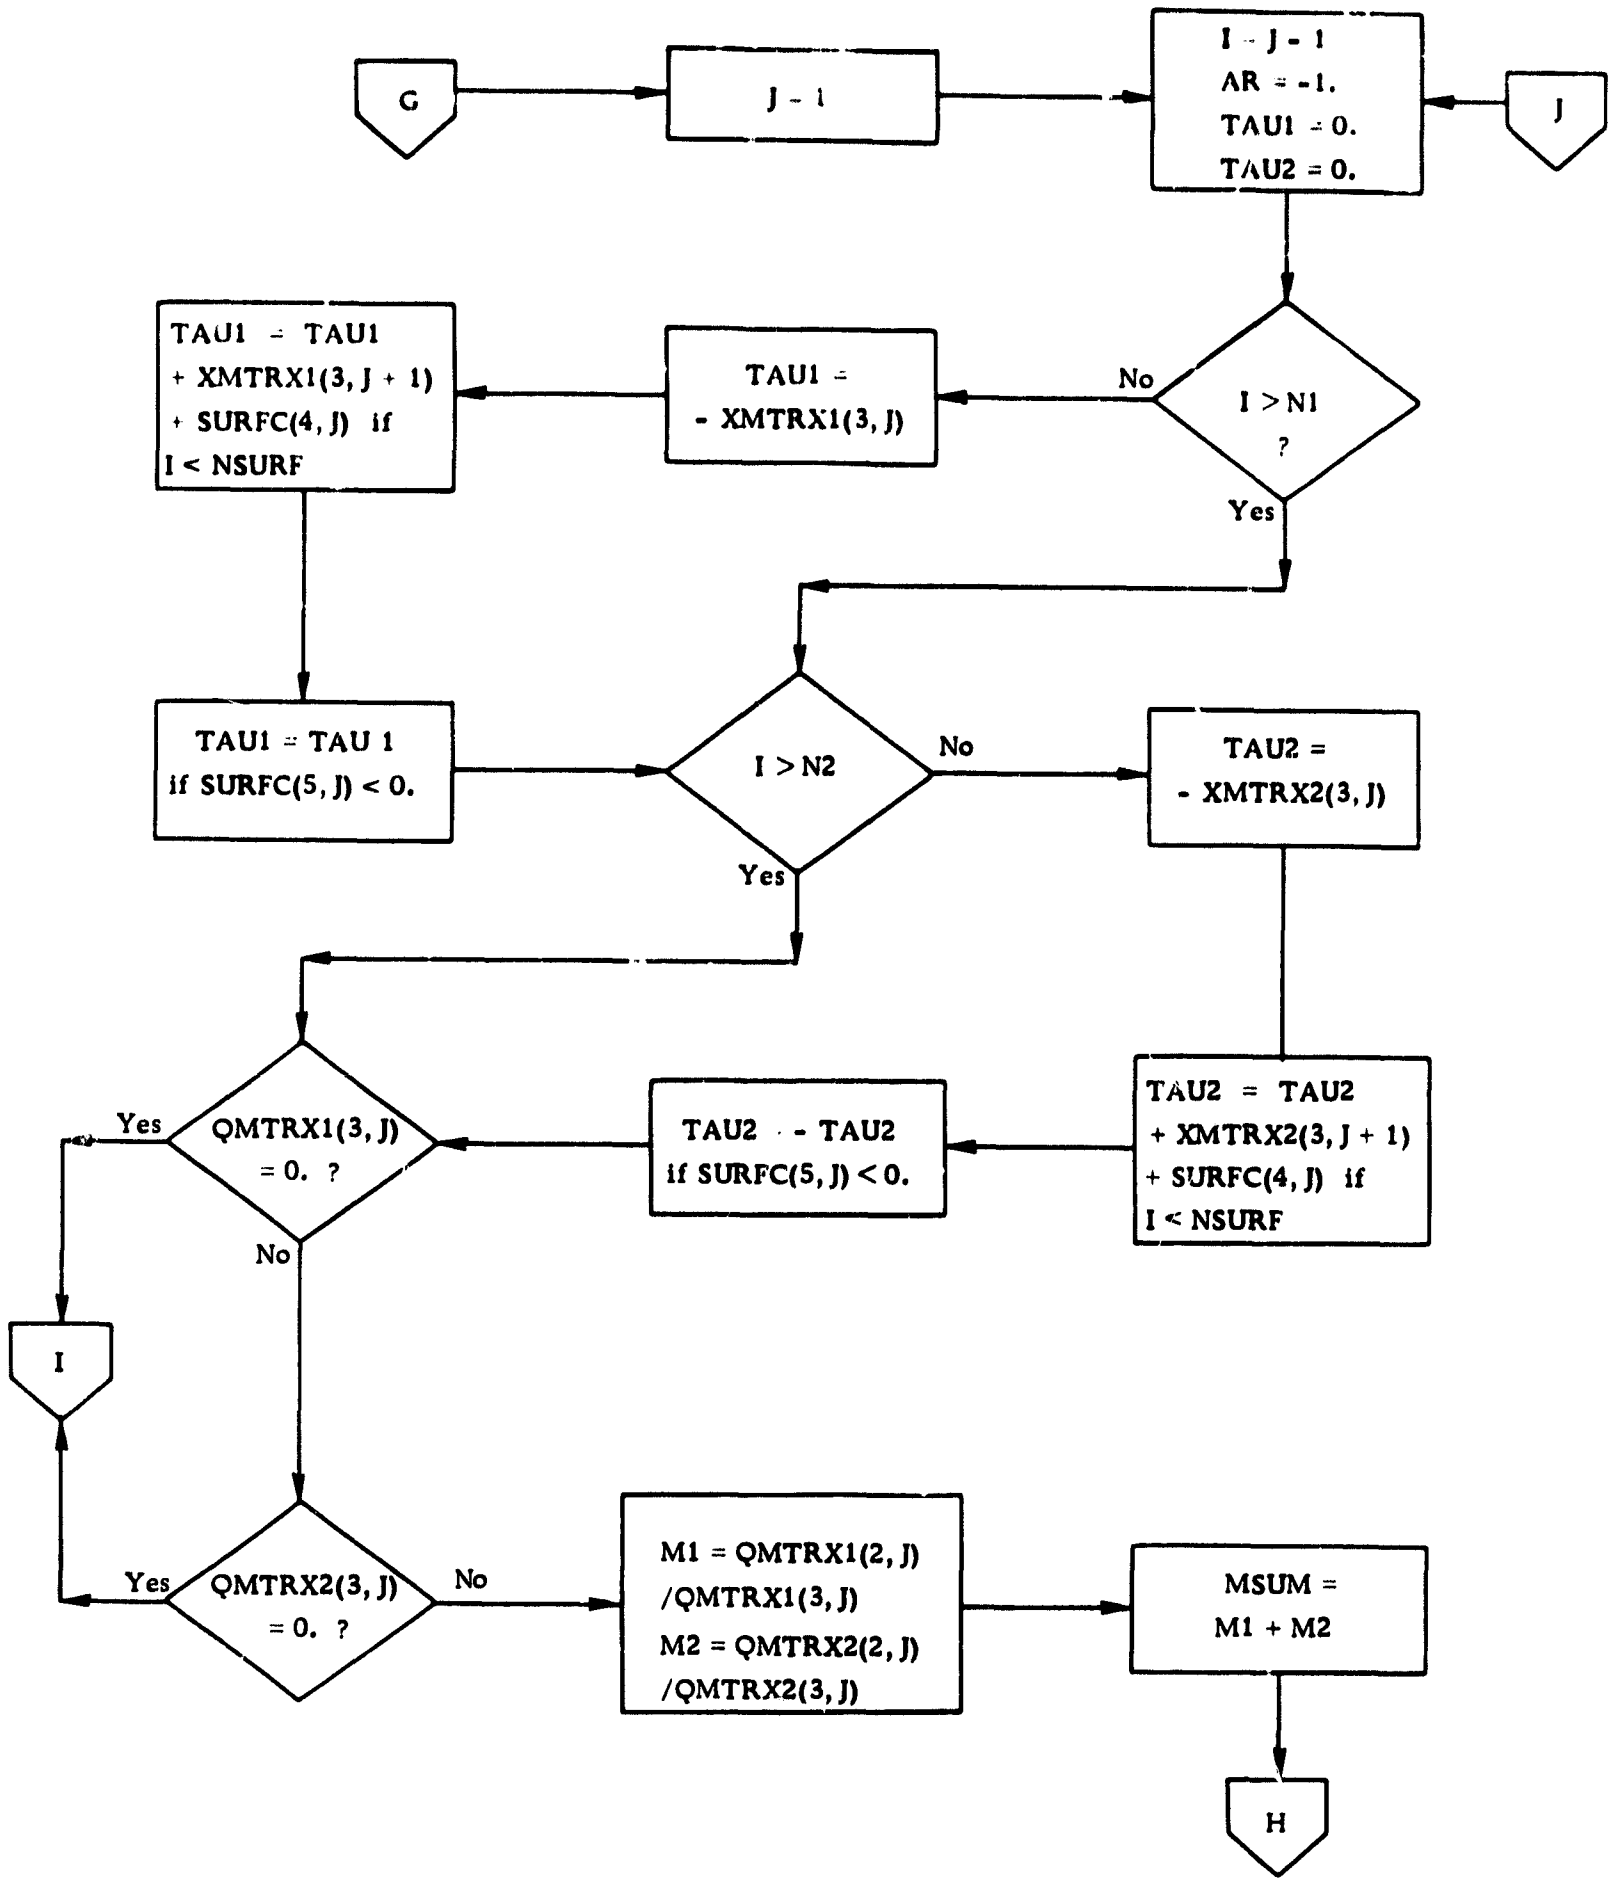 G
J - 1
I - J - 1
AR = -1.
TAU1 = 0.
TAU2 = 0.
J
TAU1 = TAU1
+ XMTRX1(3, J + 1)
+ SURFC(4, J) if
I < NSURF
TAU1 =
- XMTRX1(3, J)
No
I > N1
?
Yes
TAU1 = TAU 1
if SURFC(5, J) < 0.
I > N2
No
Yes
TAU2 =
- XMTRX2(3, J)
Yes
QMTRX1(3, J)
= 0. ?
No
TAU2 - TAU2
if SURFC(5, J) < 0.
TAU2 = TAU2
+ XMTRX2(3, J + 1)
+ SURFC(4, J) if
I < NSURF
I
Yes
QMTRX2(3, J)
= 0. ?
No
M1 = QMTRX1(2, J)
/QMTRX1(3, J)
M2 = QMTRX2(2, J)
/QMTRX2(3, J)
MSUM =
M1 + M2
H